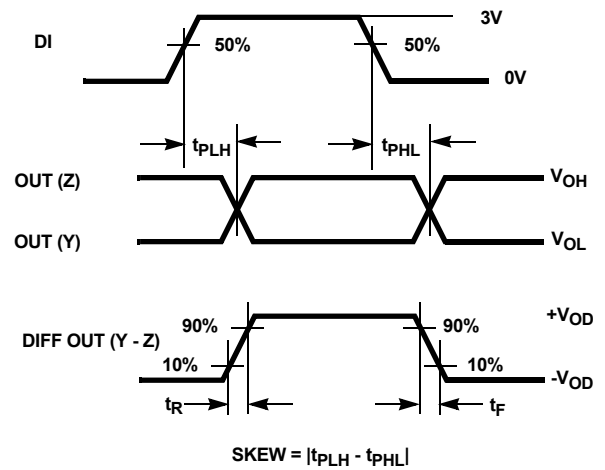 3V
DI
50%
50%
0V
tPLH
tPHL
OUT (Z)
VOH
OUT (Y)
VOL
+VOD
90%
90%
DIFF OUT (Y - Z)
10%
10%
-VOD
tR
tF
SKEW = |tPLH - tPHL|